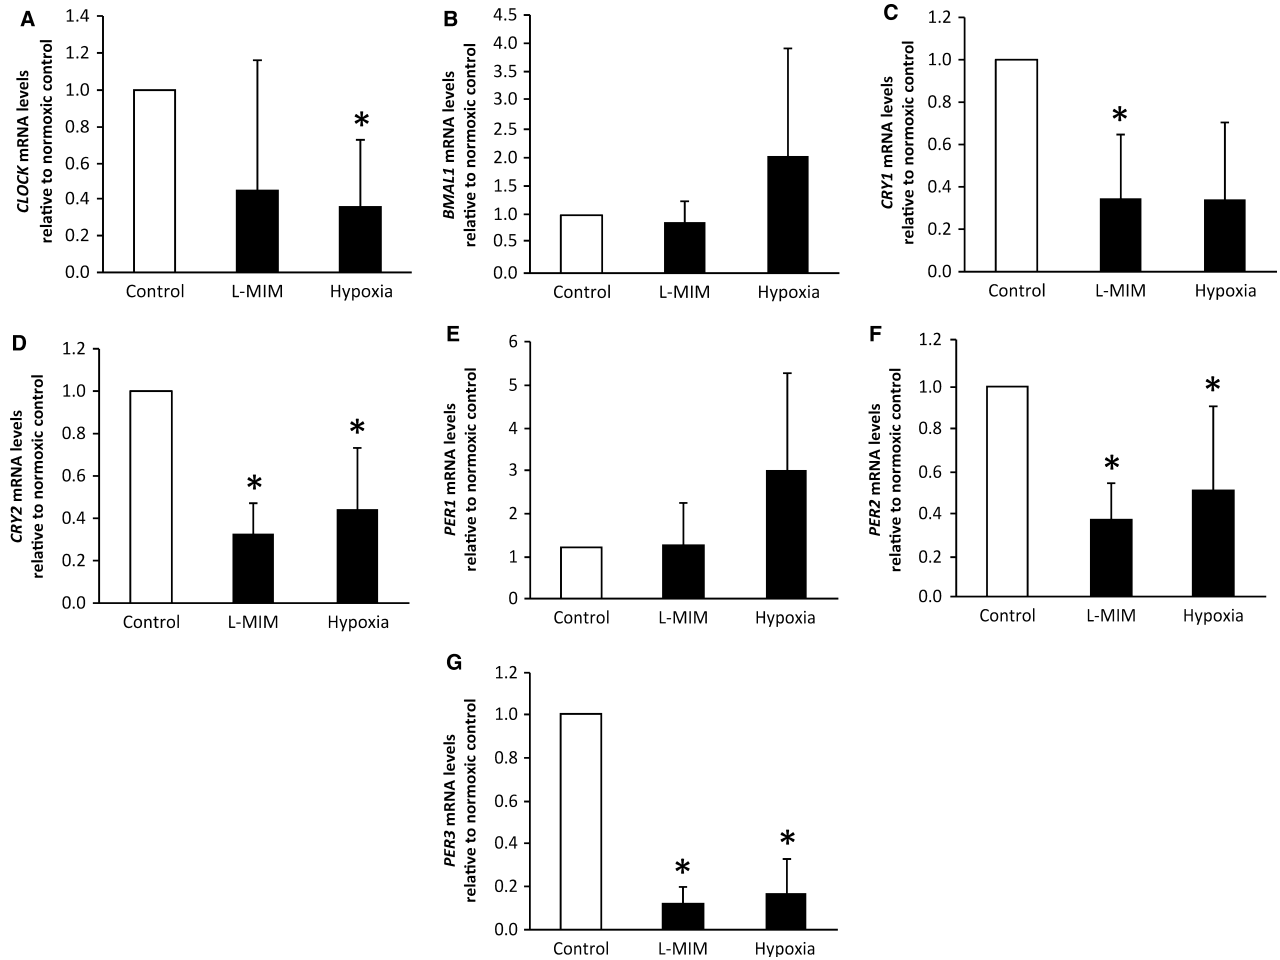 A
CLOCK mRNA levels
relative to normoxic control
1.4
1.2
1.0
0.8
0.6
0.4
0.2
0.0
*
Control L-MIM Hypoxia
B
BMAL1 mRNA levels
relative to normoxic control
4.5
4.0
3.5
3.0
2.5
2.0
1.5
1.0
0.5
0.0
Control L-MIM Hypoxia
C
CRY1 mRNA levels
relative to normoxic control
1.2
1.0
0.8
0.6
0.4
0.2
0.0
*
Control L-MIM Hypoxia
D
CRY2 mRNA levels
relative to normoxic control
1.2
1.0
0.8
0.6
0.4
0.2
0.0
* *
Control L-MIM Hypoxia
E
PER1 mRNA levels
relative to normoxic control
6
5
4
3
2
1
0
Control L-MIM Hypoxia
F
PER2 mRNA levels
relative to normoxic control
1.2
1.0
0.8
0.6
0.4
0.2
0.0
* *
Control L-MIM Hypoxia
G
PER3 mRNA levels
relative to normoxic control
1.2
1.0
0.8
0.6
0.4
0.2
0.0
* *
Control L-MIM Hypoxia